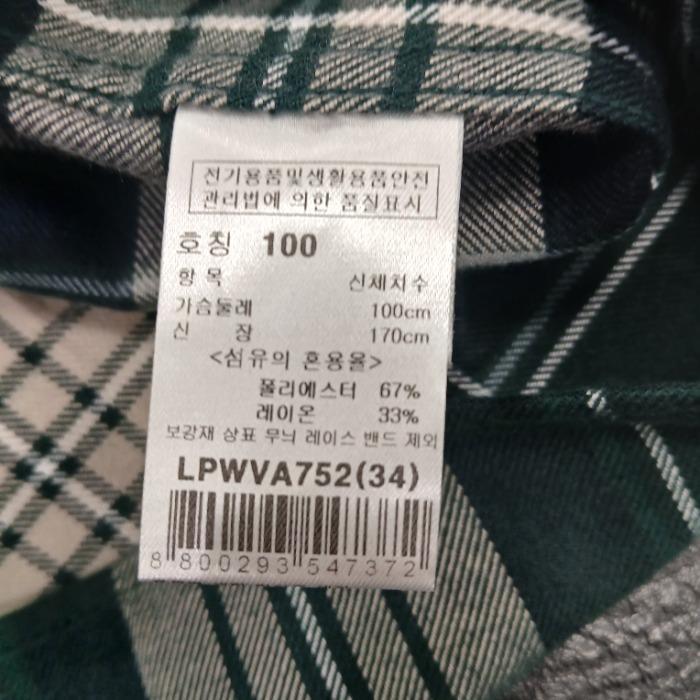 전기용품및생활용품안전
관리법에 의한 품질표시
호칭 100
항목 신체치수
가슴둘레 100cm
신 장 170cm
<섬유의 혼용율>
폴리에스터 67%
레이온 33%
보강재 상표 무늬 레이스 밴드 제외
LPWVA752(34)
8 800293 547372